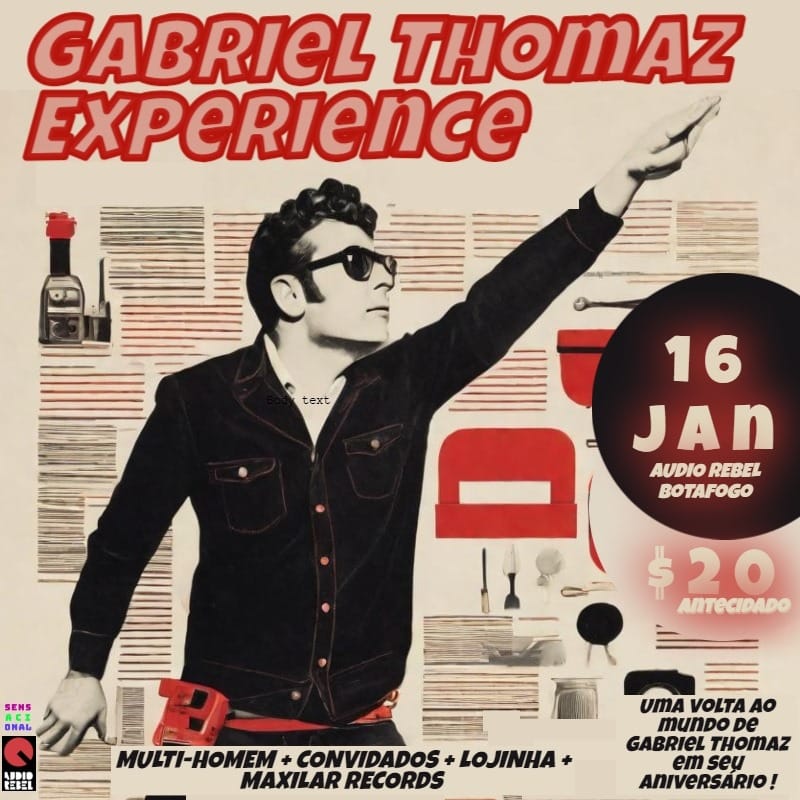 GABRIEL THOMAZ
EXPERIENCE
Body text
16
JAN
AUDIO REBEL
BOTAFOGO
$20
ANTECIDADO
SENS
ACI
ONAL
AUDIO
REBEL
MULTI-HOMEM + CONVIDADOS + LOJINHA +
MAXILAR RECORDS
UMA VOLTA AO
MUNDO DE
GABRIEL THOMAZ
EM SEU
ANIVERSÁRIO !